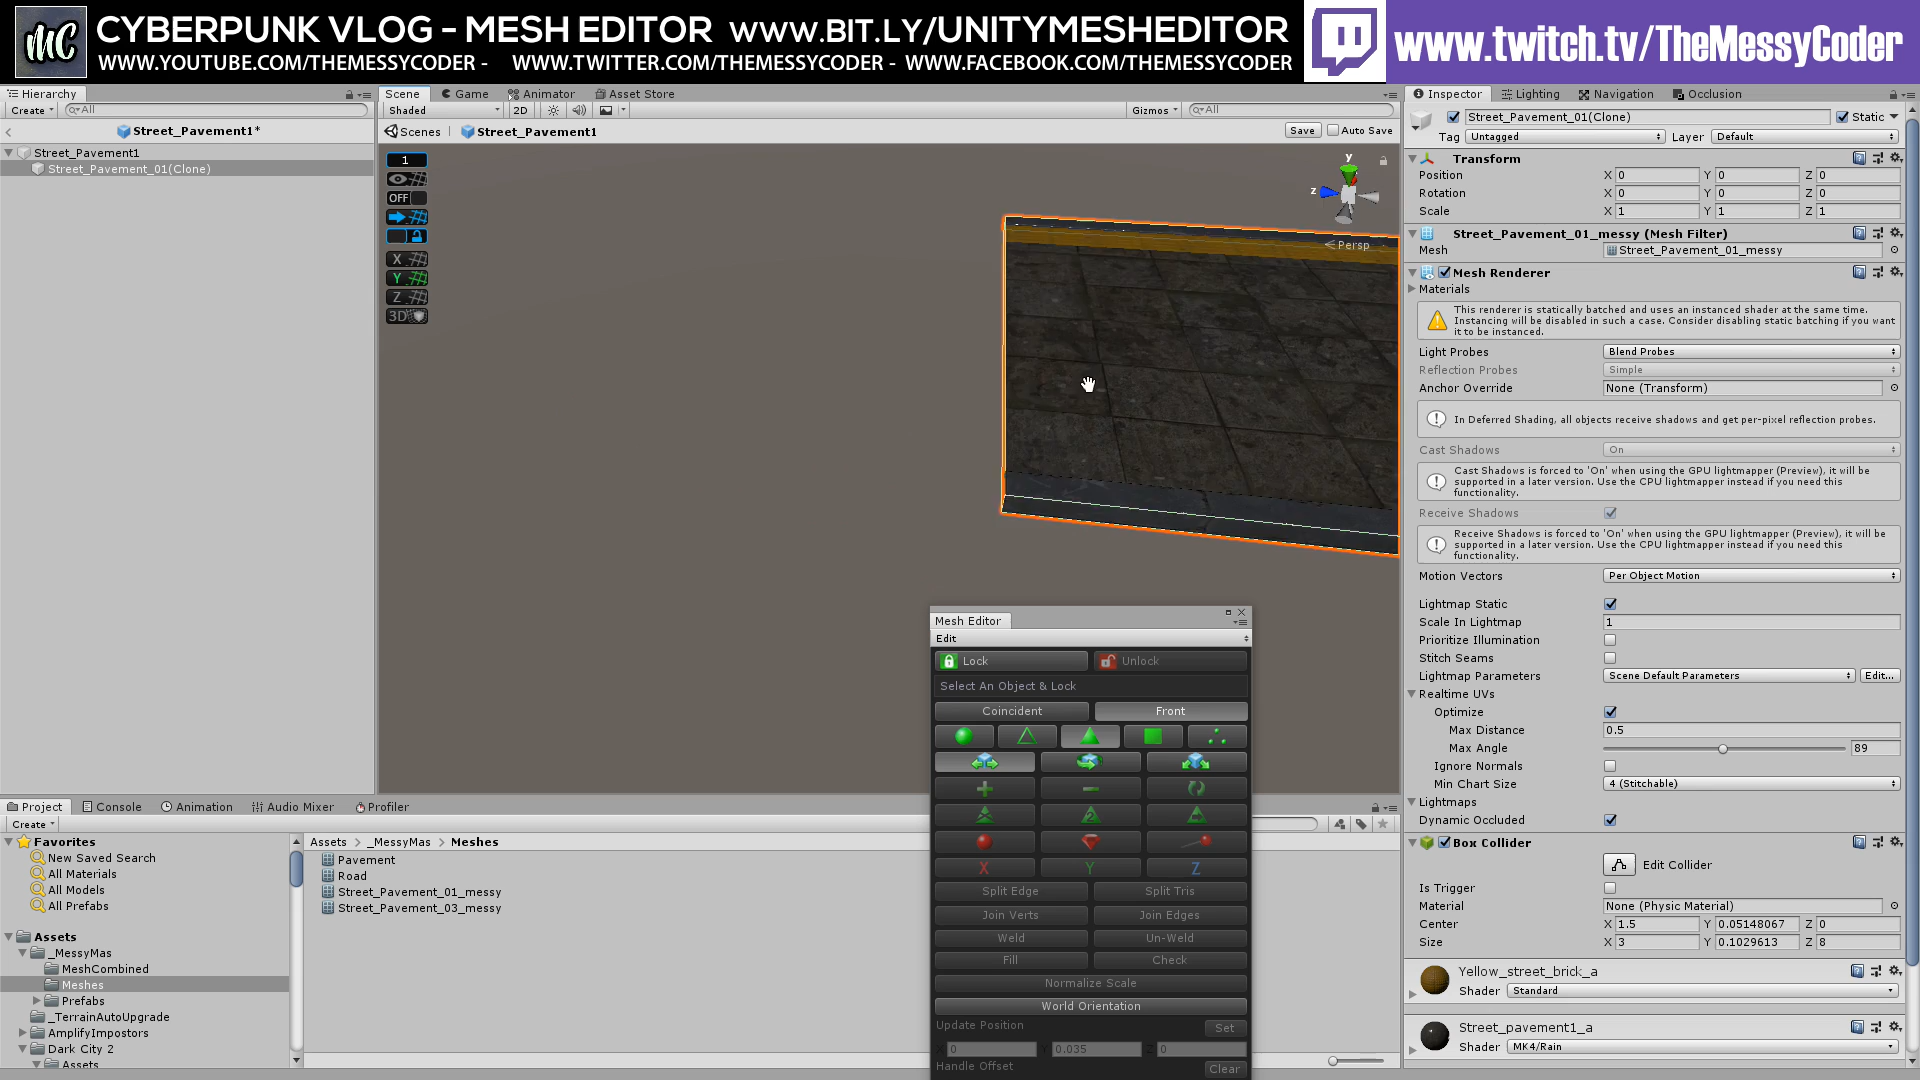 MC CYBERPUNK VLOG - MESH EDITOR WWW.BIT.LY/UNITYMESHEDITOR
WWW.YOUTUBE.COM/THEMESSYCODER - WWW.TWITTER.COM/THEMESSYCODER - WWW.FACEBOOK.COM/THEMESSYCODER
www.twitch.tv/TheMessyCoder
Hierarchy
Create All
Street_Pavement1*
Street_Pavement1
Street_Pavement_01(Clone)
Scene Game Animator Asset Store
Shaded 2D Gizmos All
Scenes Street_Pavement1 Save Auto Save
1
OFF
X
Y
Z
3D
y
z
Persp
Mesh Editor
Edit
Lock Unlock
Select An Object & Lock
Coincident Front
2
X Y Z
Split Edge Split Tris
Join Verts Join Edges
Weld Un-Weld
Fill Check
Normalize Scale
World Orientation
Update Position Set
X 0 Y 0.035 Z 0
Handle Offset Clear
Project Console Animation Audio Mixer Profiler
Create
Favorites
New Saved Search
All Materials
All Models
All Prefabs
Assets
_MessyMas
MeshCombined
Meshes
Prefabs
_TerrainAutoUpgrade
AmplifyImpostors
Dark City 2
Assets
Assets > _MessyMas > Meshes
Pavement
Road
Street_Pavement_01_messy
Street_Pavement_03_messy
Inspector Lighting Navigation Occlusion
Street_Pavement_01(Clone) Static
Tag Untagged Layer Default
Transform
Position X 0 Y 0 Z 0
Rotation X 0 Y 0 Z 0
Scale X 1 Y 1 Z 1
Street_Pavement_01_messy (Mesh Filter)
Mesh Street_Pavement_01_messy
Mesh Renderer
Materials
This renderer is statically batched and uses an instanced shader at the same time.
Instancing will be disabled in such a case. Consider disabling static batching if you want
it to be instanced.
Light Probes Blend Probes
Reflection Probes Simple
Anchor Override None (Transform)
In Deferred Shading, all objects receive shadows and get per-pixel reflection probes.
Cast Shadows On
Cast Shadows is forced to 'On' when using the GPU lightmapper (Preview), it will be
supported in a later version. Use the CPU lightmapper instead if you need this
functionality.
Receive Shadows
Receive Shadows is forced to 'On' when using the GPU lightmapper (Preview), it will be
supported in a later version. Use the CPU lightmapper instead if you need this
functionality.
Motion Vectors Per Object Motion
Lightmap Static
Scale In Lightmap 1
Prioritize Illumination
Stitch Seams
Lightmap Parameters Scene Default Parameters Edit...
Realtime UVs
Optimize
Max Distance 0.5
Max Angle 89
Ignore Normals
Min Chart Size 4 (Stitchable)
Lightmaps
Dynamic Occluded
Box Collider
Edit Collider
Is Trigger
Material None (Physic Material)
Center X 1.5 Y 0.05148067 Z 0
Size X 3 Y 0.1029613 Z 8
Yellow_street_brick_a
Shader Standard
Street_pavement1_a
Shader MK4/Rain